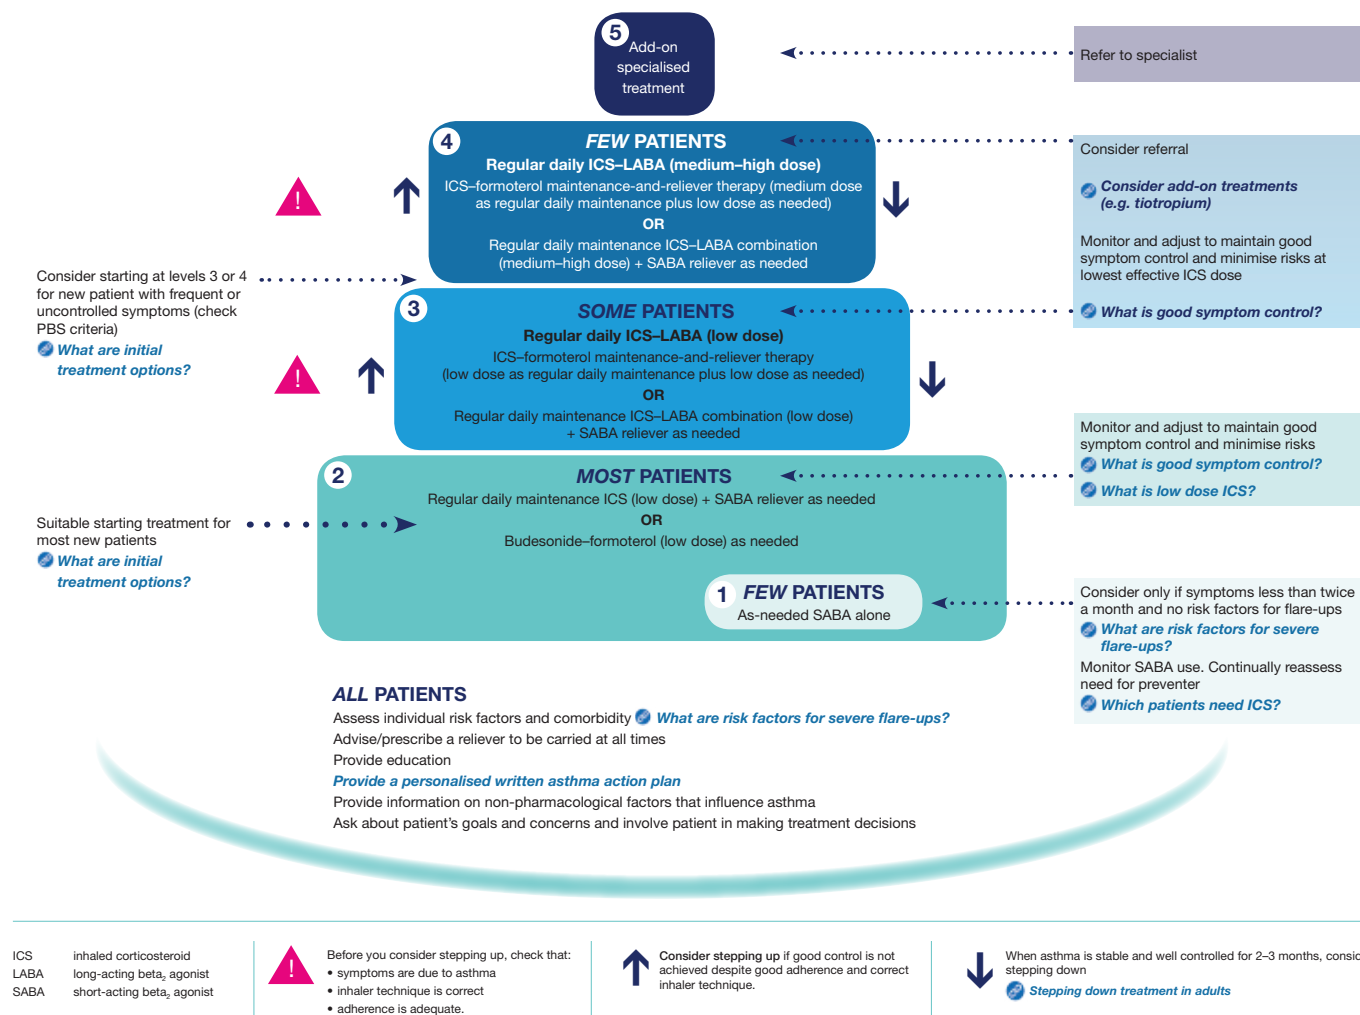 5
Add-on
specialised
treatment
Refer to specialist
4
FEW PATIENTS
Regular daily ICS–LABA (medium–high dose)
ICS–formoterol maintenance-and-reliever therapy (medium dose
as regular daily maintenance plus low dose as needed)
OR
Regular daily maintenance ICS–LABA combination
(medium–high dose) + SABA reliever as needed
!
Consider referral
Consider add-on treatments
(e.g. tiotropium)
Monitor and adjust to maintain good
symptom control and minimise risks at
lowest effective ICS dose
What is good symptom control?
Consider starting at levels 3 or 4
for new patient with frequent or
uncontrolled symptoms (check
PBS criteria)
What are initial
treatment options?
3
SOME PATIENTS
Regular daily ICS–LABA (low dose)
ICS–formoterol maintenance-and-reliever therapy
(low dose as regular daily maintenance plus low dose as needed)
OR
Regular daily maintenance ICS–LABA combination (low dose)
+ SABA reliever as needed
!
2
MOST PATIENTS
Regular daily maintenance ICS (low dose) + SABA reliever as needed
OR
Budesonide–formoterol (low dose) as needed
Monitor and adjust to maintain good
symptom control and minimise risks
What is good symptom control?
What is low dose ICS?
Suitable starting treatment for
most new patients
What are initial
treatment options?
1
FEW PATIENTS
As-needed SABA alone
Consider only if symptoms less than twice
a month and no risk factors for flare-ups
What are risk factors for severe
flare-ups?
Monitor SABA use. Continually reassess
need for preventer
Which patients need ICS?
ALL PATIENTS
Assess individual risk factors and comorbidity What are risk factors for severe flare-ups?
Advise/prescribe a reliever to be carried at all times
Provide education
Provide a personalised written asthma action plan
Provide information on non-pharmacological factors that influence asthma
Ask about patient's goals and concerns and involve patient in making treatment decisions
ICS inhaled corticosteroid
LABA long-acting beta₂ agonist
SABA short-acting beta₂ agonist
!
Before you consider stepping up, check that:
• symptoms are due to asthma
• inhaler technique is correct
• adherence is adequate.
Consider stepping up if good control is not
achieved despite good adherence and correct
inhaler technique.
When asthma is stable and well controlled for 2–3 months,
stepping down
Stepping down treatment in adults